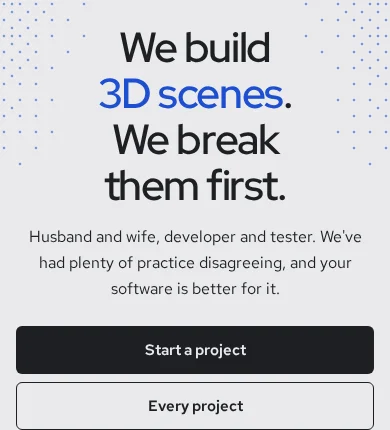 We build
3D scenes.
We break
them first.
Husband and wife, developer and tester. We've
had plenty of practice disagreeing, and your
software is better for it.
Start a project
Every project